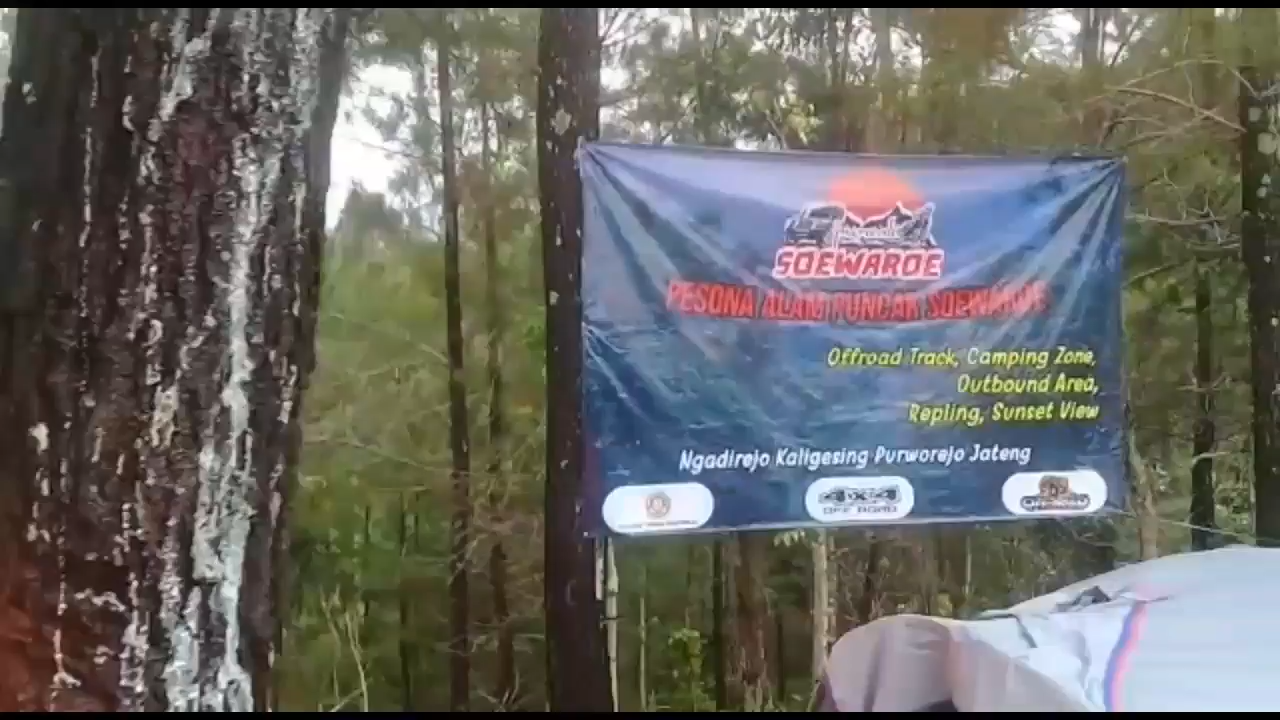 SOEWAROE
PESONA ALAM PUNCAK SOEWAROE
Offroad Track, Camping Zone,
Outbound Area,
Repling, Sunset View
Ngadirejo Kaligesing Purworejo Jateng
4X4
OFF ROAD